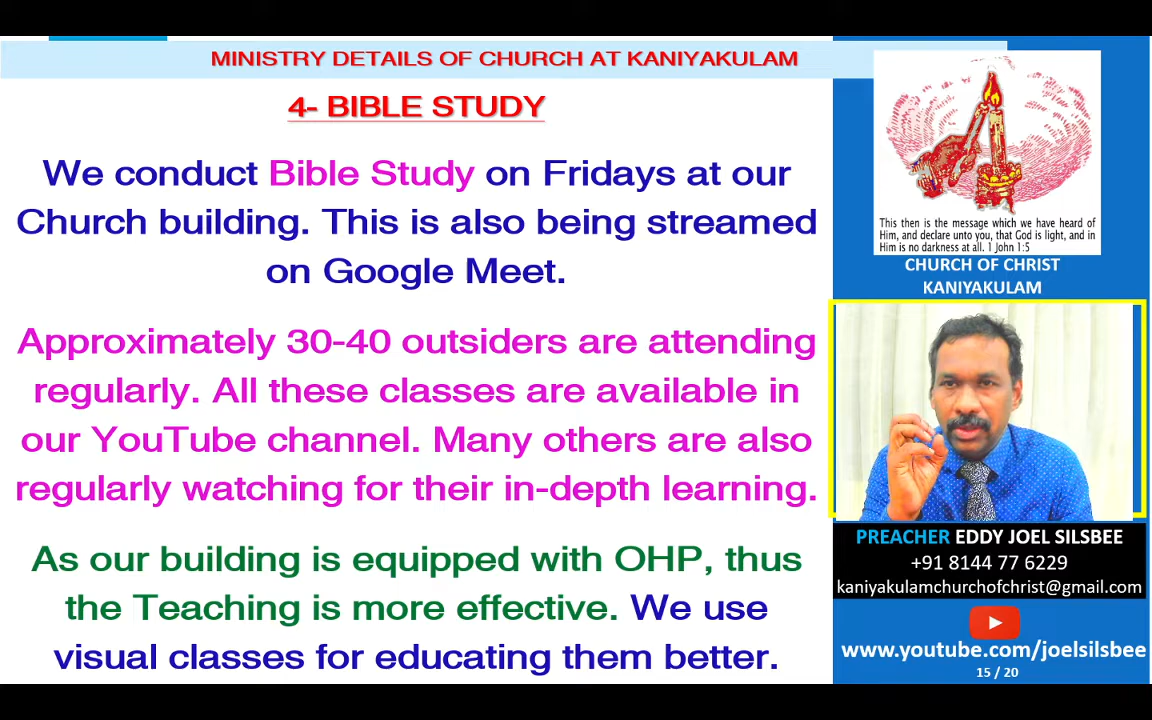 MINISTRY DETAILS OF CHURCH AT KANIYAKULAM
4- BIBLE STUDY
We conduct Bible Study on Fridays at our
Church building. This is also being streamed
on Google Meet.
Approximately 30-40 outsiders are attending
regularly. All these classes are available in
our YouTube channel. Many others are also
regularly watching for their in-depth learning.
As our building is equipped with OHP, thus
the Teaching is more effective. We use
visual classes for educating them better.
This then is the message which we have heard of
Him, and declare unto you, that God is light, and in
Him is no darkness at all. 1 John 1:5
CHURCH OF CHRIST
KANIYAKULAM
PREACHER EDDY JOEL SILSBEE
+91 8144 77 6229
kaniyakulamchurchofchrist@gmail.com
www.youtube.com/joelsilsbee
15 / 20